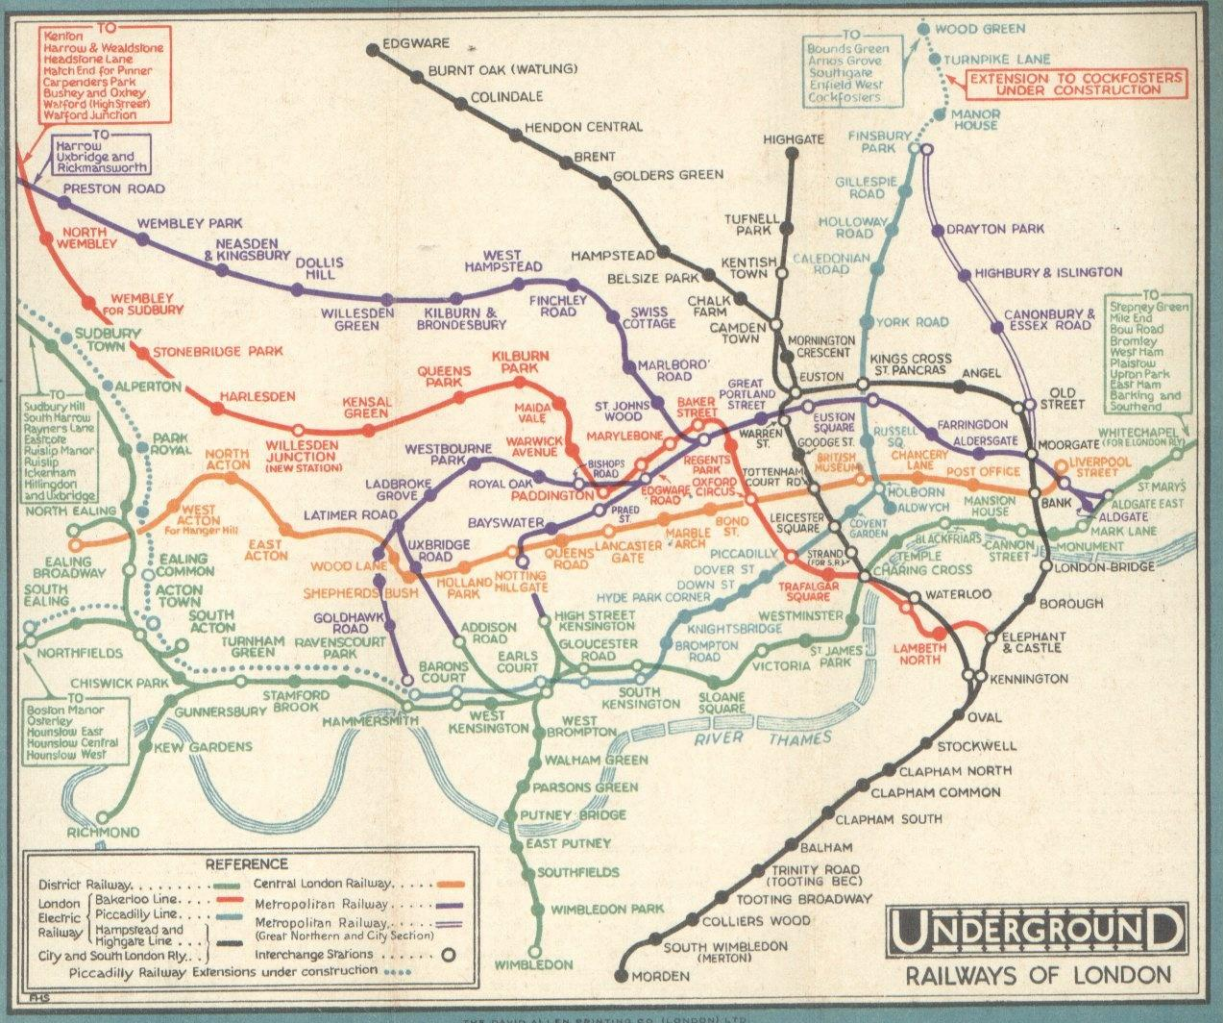 TO
Kenton
Harrow & Wealdstone
Headstone Lane
Hatch End for Pinner
Carpenders Park
Bushey and Oxhey
Watford (High Street)
Watford Junction
TO
Harrow
Uxbridge and
Rickmansworth
TO
Bounds Green
Arnos Grove
Southgate
Enfield West
Cockfosters
WOOD GREEN
TURNPIKE LANE
EXTENSION TO COCKFOSTERS
UNDER CONSTRUCTION
MANOR
HOUSE
FINSBURY
PARK
EDGWARE
BURNT OAK (WATLING)
COLINDALE
HENDON CENTRAL
BRENT
GOLDERS GREEN
HAMPSTEAD
BELSIZE PARK
CHALK
FARM
CAMDEN
TOWN
HIGHGATE
TUFNELL
PARK
KENTISH
TOWN
GILLESPIE
ROAD
HOLLOWAY
ROAD
CALEDONIAN
ROAD
YORK ROAD
DRAYTON PARK
HIGHBURY & ISLINGTON
CANONBURY &
ESSEX ROAD
PRESTON ROAD
WEMBLEY PARK
NEASDEN
& KINGSBURY
DOLLIS
HILL
WILLESDEN
GREEN
KILBURN &
BRONDESBURY
WEST
HAMPSTEAD
FINCHLEY
ROAD
SWISS
COTTAGE
MARLBORO'
ROAD
ST. JOHNS
WOOD
NORTH
WEMBLEY
WEMBLEY
FOR SUDBURY
STONEBRIDGE PARK
HARLESDEN
WILLESDEN
JUNCTION
(NEW STATION)
KENSAL
GREEN
QUEENS
PARK
KILBURN
PARK
MAIDA
VALE
WARWICK
AVENUE
PADDINGTON
BISHOPS
ROAD
EDGWARE
ROAD
MARYLEBONE
BAKER
STREET
REGENTS
PARK
OXFORD
CIRCUS
GREAT
PORTLAND
STREET
MORNINGTON
CRESCENT
EUSTON
KINGS CROSS
ST. PANCRAS
ANGEL
OLD
STREET
MOORGATE
EUSTON
SQUARE
WARREN
ST.
GOODGE ST.
TOTTENHAM
COURT RD
RUSSELL
SQ.
FARRINGDON
ALDERSGATE
BRITISH
MUSEUM
CHANCERY
LANE
POST OFFICE
BANK
LIVERPOOL
STREET
TO
Stepney Green
Mile End
Bow Road
Bromley
West Ham
Plaistow
Upton Park
East Ham
Barking and
Southend
WHITECHAPEL
(FOR E. LONDON RLY)
ST MARYS
ALDGATE EAST
ALDGATE
MARK LANE
MONUMENT
CANNON
STREET
MANSION
HOUSE
BLACKFRIARS
TEMPLE
CHARING CROSS
HOLBORN
ALDWYCH
COVENT
GARDEN
LEICESTER
SQUARE
STRAND
(FOR S.R.)
SUDBURY
TOWN
ALPERTON
PARK
ROYAL
TO
Sudbury Hill
South Harrow
Rayners Lane
Eastcote
Ruislip Manor
Ruislip
Ickenham
Hillingdon
and Uxbridge
NORTH EALING
EALING
BROADWAY
SOUTH
EALING
NORTHFIELDS
EALING
COMMON
ACTON
TOWN
SOUTH
ACTON
CHISWICK PARK
TURNHAM
GREEN
TO
Boston Manor
Osterley
Hounslow East
Hounslow Central
Hounslow West
GUNNERSBURY
KEW GARDENS
RICHMOND
NORTH
ACTON
WEST
ACTON
For Hanger Hill
EAST
ACTON
WOOD LANE
SHEPHERDS BUSH
HOLLAND
PARK
NOTTING
HILL GATE
QUEENS
ROAD
LANCASTER
GATE
MARBLE
ARCH
BOND
ST.
WESTBOURNE
PARK
ROYAL OAK
LADBROKE
GROVE
LATIMER ROAD
UXBRIDGE
ROAD
BAYSWATER
PRAED
ST.
GOLDHAWK
ROAD
ADDISON
ROAD
RAVENSCOURT
PARK
STAMFORD
BROOK
HAMMERSMITH
BARONS
COURT
WEST
KENSINGTON
EARLS
COURT
HIGH STREET
KENSINGTON
GLOUCESTER
ROAD
SOUTH
KENSINGTON
SLOANE
SQUARE
VICTORIA
ST JAMES
PARK
WESTMINSTER
PICCADILLY
DOVER ST
DOWN ST
HYDE PARK CORNER
KNIGHTSBRIDGE
BROMPTON
ROAD
TRAFALGAR
SQUARE
WATERLOO
LAMBETH
NORTH
ELEPHANT
& CASTLE
LONDON-BRIDGE
BOROUGH
KENNINGTON
OVAL
STOCKWELL
CLAPHAM NORTH
CLAPHAM COMMON
CLAPHAM SOUTH
BALHAM
TRINITY ROAD
(TOOTING BEC)
TOOTING BROADWAY
COLLIERS WOOD
SOUTH WIMBLEDON
(MERTON)
MORDEN
RIVER THAMES
WEST
BROMPTON
WALHAM GREEN
PARSONS GREEN
PUTNEY BRIDGE
EAST PUTNEY
SOUTHFIELDS
WIMBLEDON PARK
WIMBLEDON
REFERENCE
District Railway
London
Electric
Railway
Bakerloo Line
Piccadilly Line
Hampstead and
Highgate Line
City and South London Rly.
Central London Railway
Metropolitan Railway
Metropolitan Railway
(Great Northern and City Section)
Interchange Stations
Piccadilly Railway Extensions under construction
FHS
UNDERGROUND
RAILWAYS OF LONDON
THE DAVID ALLEN PRINTING CO. (LONDON) LTD.